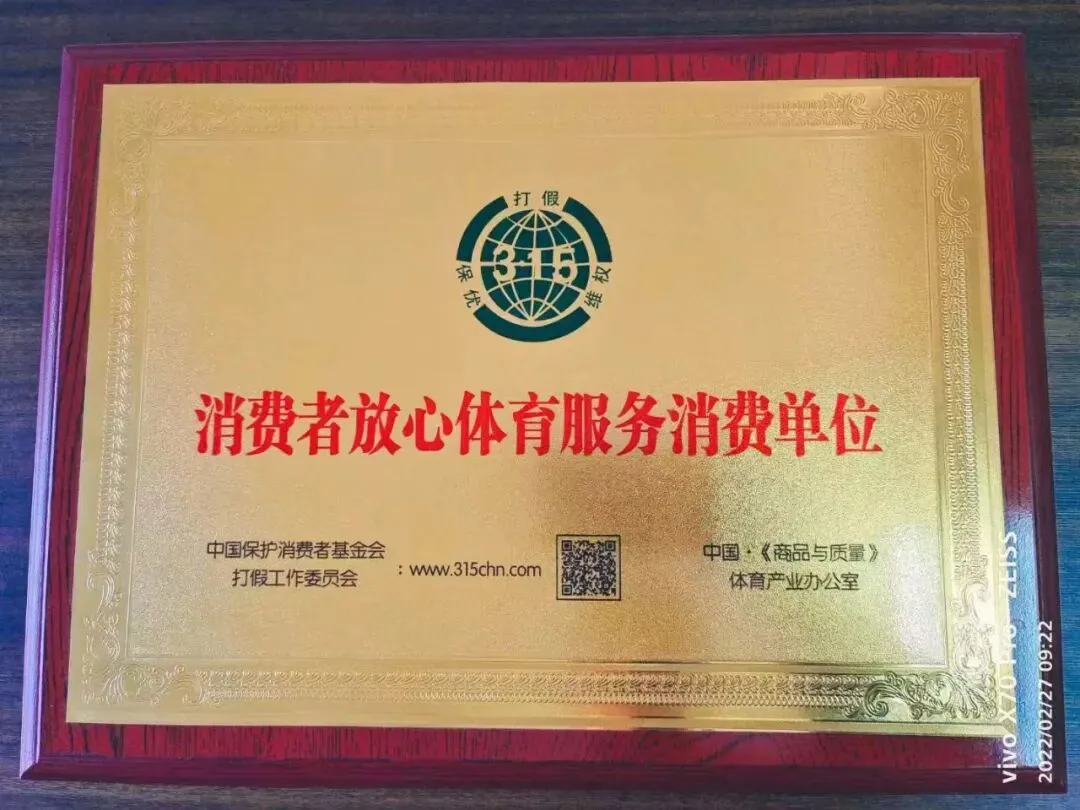 打假
3·15
保优
维权
消费者放心体育服务消费单位
中国保护消费者基金会
打假工作委员会
：www.315chn.com
中国·《商品与质量》
体育产业办公室
vivo X70 Pro ZEISS
2022/02/27 09:22